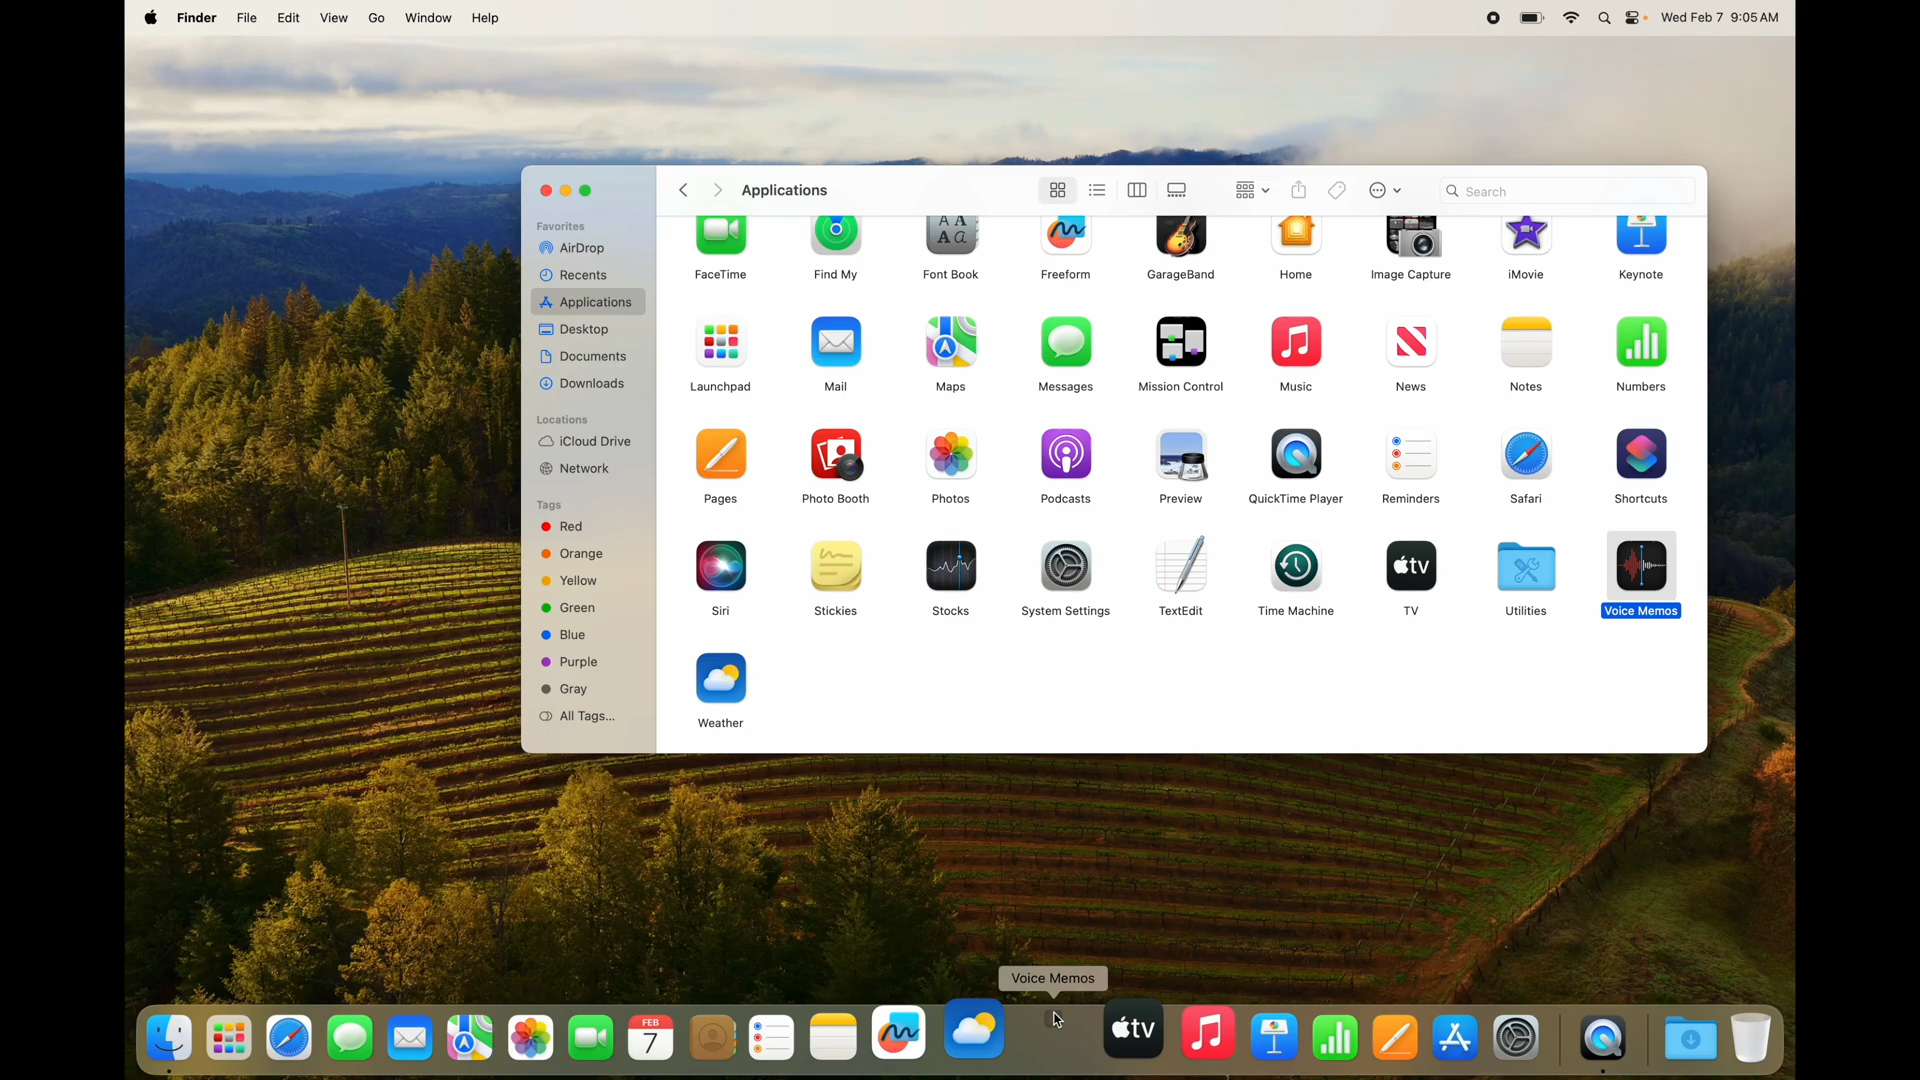 Finder File Edit View Go Window Help Wed Feb 7 9:05 AM
Applications
Search
Favorites
AirDrop
Recents
Applications
Desktop
Documents
Downloads
Locations
iCloud Drive
Network
Tags
Red
Orange
Yellow
Green
Blue
Purple
Gray
All Tags...
AA
Aa
FaceTime Find My Font Book Freeform GarageBand Home Image Capture iMovie Keynote
Launchpad Mail Maps Messages Mission Control Music News Notes Numbers
Pages Photo Booth Photos Podcasts Preview QuickTime Player Reminders Safari Shortcuts
tv
Siri Stickies Stocks System Settings TextEdit Time Machine TV Utilities Voice Memos
Weather
Voice Memos
FEB
7
tv